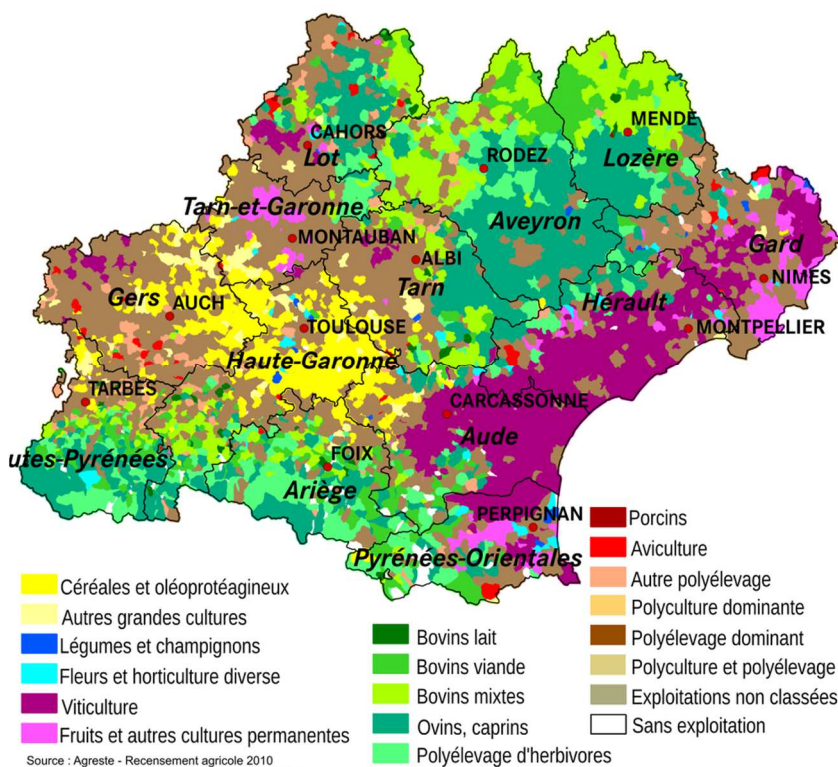 MENDE
CAHORS
Lot
RODEZ
Lozère
Tarn-et-Garonne
Aveyron
MONTAUBAN
Gard
ALBI
NIMES
Tarn
Gers
Hérault
AUCH
TOULOUSE
MONTPELLIER
Haute-Garonne
TARBES
CARCASSONNE
Aude
FOIX
utes-Pyrénées
Ariège
PERPIGNAN
Pyrénées-Orientales
Céréales et oléoprotéagineux
Autres grandes cultures
Légumes et champignons
Fleurs et horticulture diverse
Viticulture
Fruits et autres cultures permanentes
Bovins lait
Bovins viande
Bovins mixtes
Ovins, caprins
Polyélevage d'herbivores
Porcins
Aviculture
Autre polyélevage
Polyculture dominante
Polyélevage dominant
Polyculture et polyélevage
Exploitations non classées
Sans exploitation
Source : Agreste - Recensement agricole 2010